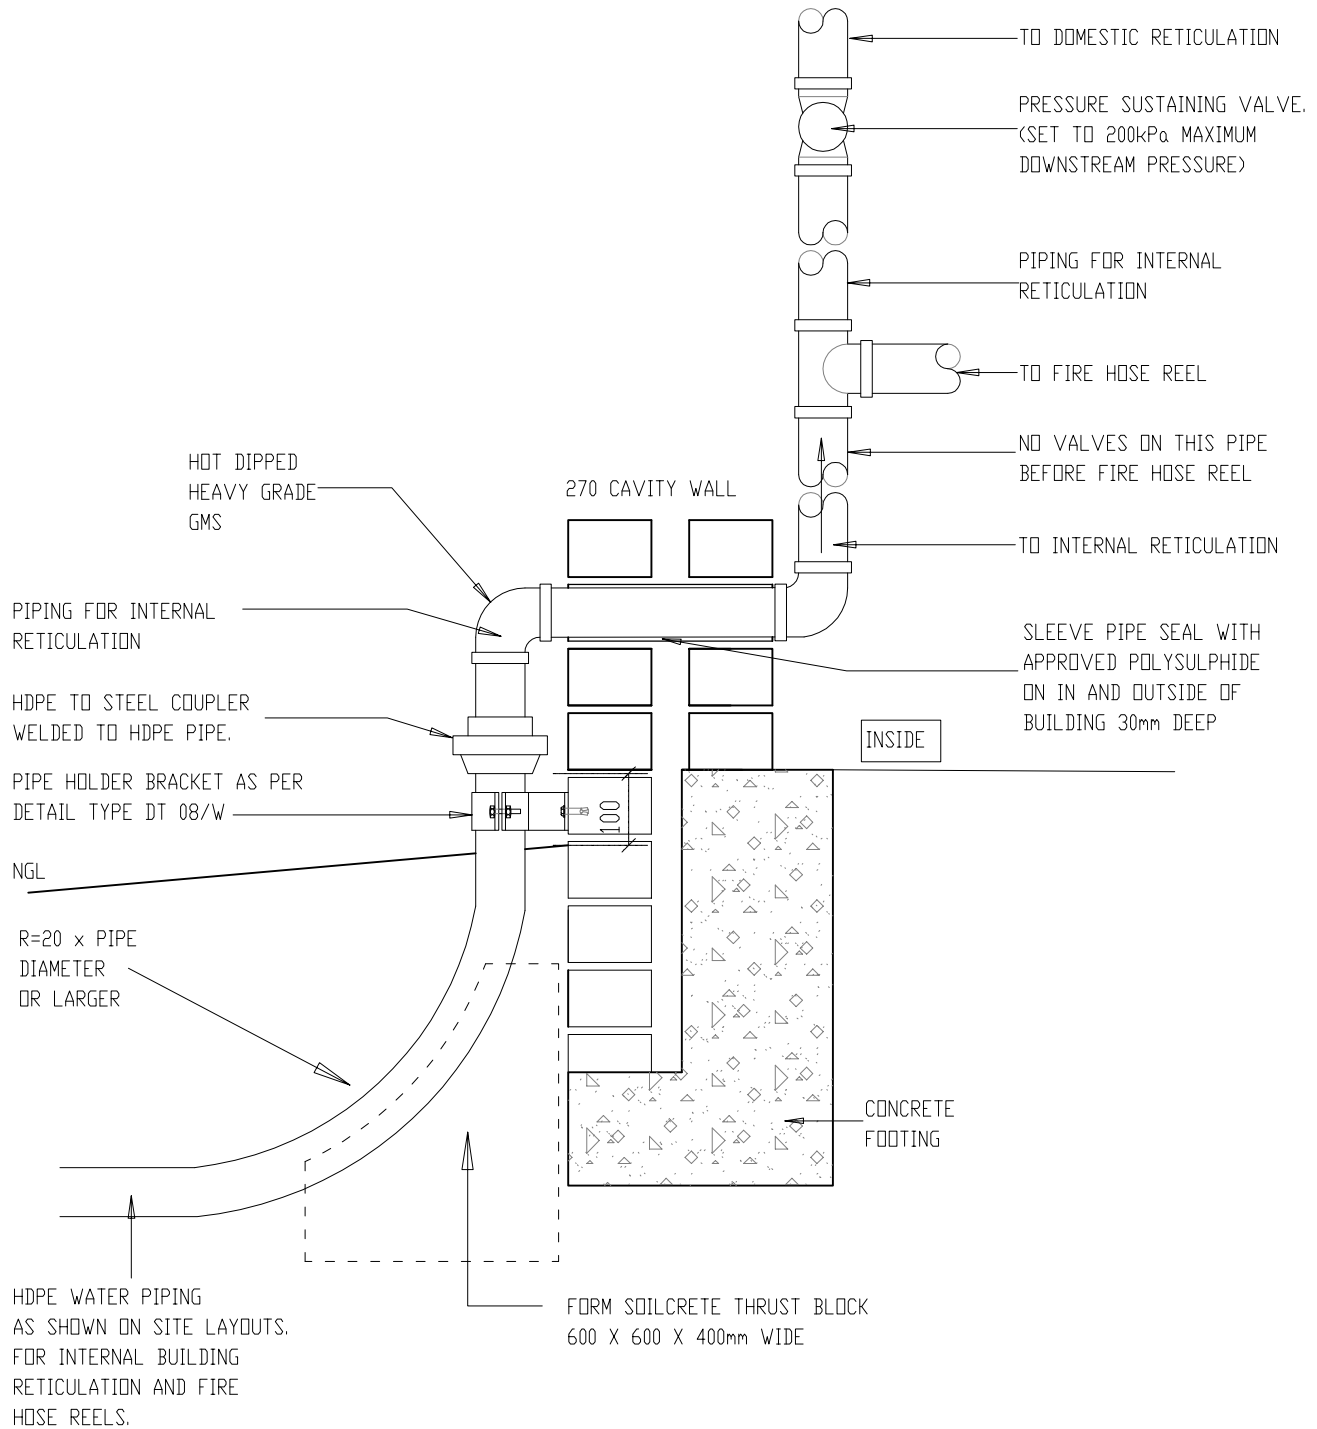 TO DOMESTIC RETICULATION
PRESSURE SUSTAINING VALVE.
(SET TO 200kPa MAXIMUM
DOWNSTREAM PRESSURE)
PIPING FOR INTERNAL
RETICULATION
TO FIRE HOSE REEL
NO VALVES ON THIS PIPE
BEFORE FIRE HOSE REEL
TO INTERNAL RETICULATION
HOT DIPPED
HEAVY GRADE
GMS
270 CAVITY WALL
PIPING FOR INTERNAL
RETICULATION
SLEEVE PIPE SEAL WITH
APPROVED POLYSULPHIDE
ON IN AND OUTSIDE OF
BUILDING 30mm DEEP
HDPE TO STEEL COUPLER
WELDED TO HDPE PIPE.
INSIDE
PIPE HOLDER BRACKET AS PER
DETAIL TYPE DT 08/W
100
NGL
R=20 x PIPE
DIAMETER
OR LARGER
CONCRETE
FOOTING
HDPE WATER PIPING
AS SHOWN ON SITE LAYOUTS.
FOR INTERNAL BUILDING
RETICULATION AND FIRE
HOSE REELS.
FORM SOILCRETE THRUST BLOCK
600 X 600 X 400mm WIDE